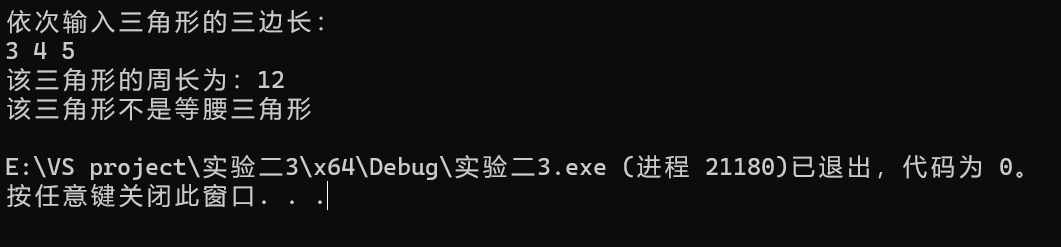 依次输入三角形的三边长:
3 4 5
该三角形的周长为: 12
该三角形不是等腰三角形
E:\VS project\实验二3\x64\Debug\实验二3.exe (进程 21180)已退出，代码为 0。
按任意键关闭此窗口. . .